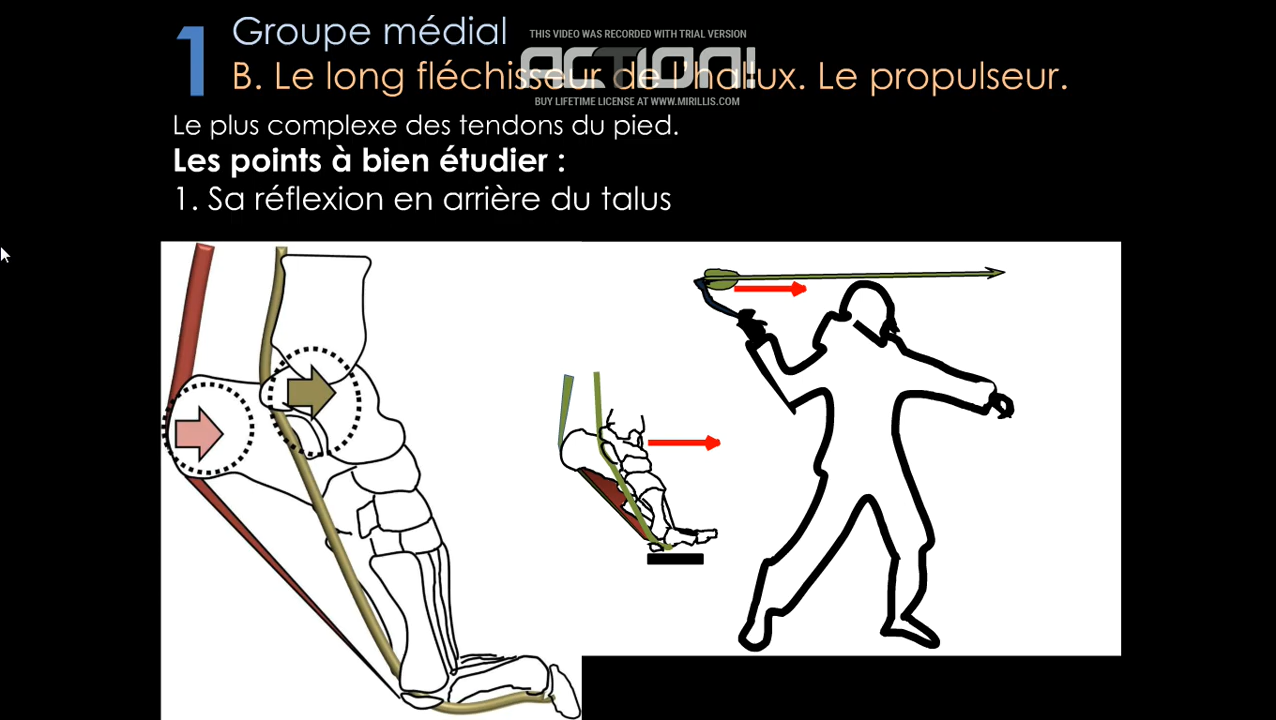 1
Groupe médial
THIS VIDEO WAS RECORDED WITH TRIAL VERSION
ACTION!
B. Le long fléchisseur de l'hallux. Le propulseur.
BUY LIFETIME LICENSE AT WWW.MIRILLIS.COM
Le plus complexe des tendons du pied.
Les points à bien étudier :
1. Sa réflexion en arrière du talus